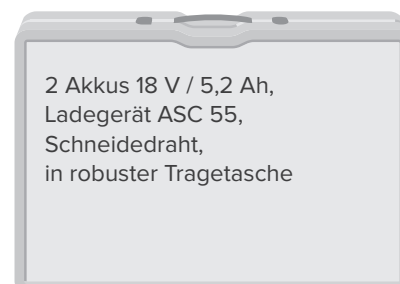 2 Akkus 18 V / 5,2 Ah,
Ladegerät ASC 55,
Schneidedraht,
in robuster Tragetasche